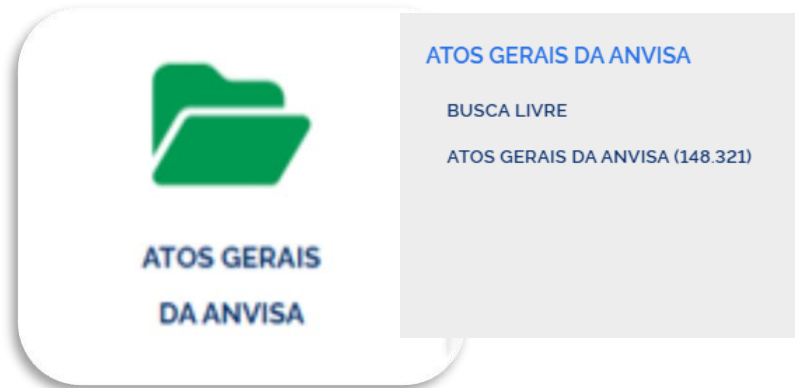 ATOS GERAIS
DA ANVISA
ATOS GERAIS DA ANVISA
BUSCA LIVRE
ATOS GERAIS DA ANVISA (148.321)